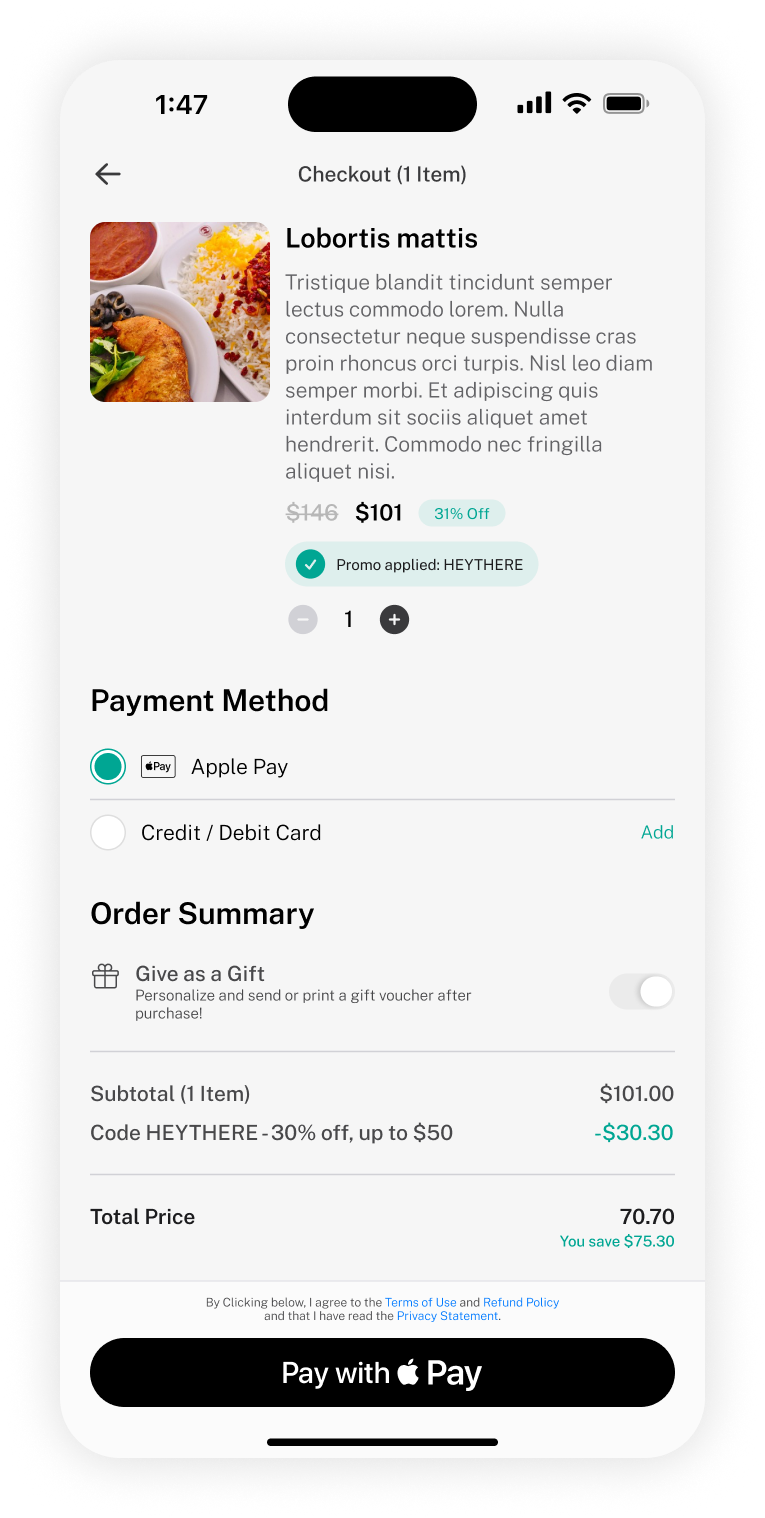 1:47
Checkout (1 Item)
Lobortis mattis
Tristique blandit tincidunt semper
lectus commodo lorem. Nulla
consectetur neque suspendisse cras
proin rhoncus orci turpis. Nisl leo diam
semper morbi. Et adipiscing quis
interdum sit sociis aliquet amet
hendrerit. Commodo nec fringilla
aliquet nisi.
$146 $101 31% Off
Promo applied: HEYTHERE
1
Payment Method
Pay Apple Pay
Credit / Debit Card Add
Order Summary
Give as a Gift
Personalize and send or print a gift voucher after
purchase!
Subtotal (1 Item) $101.00
Code HEYTHERE - 30% off, up to $50 -$30.30
Total Price 70.70
You save $75.30
By Clicking below, I agree to the Terms of Use and Refund Policy
and that I have read the Privacy Statement.
Pay with Pay